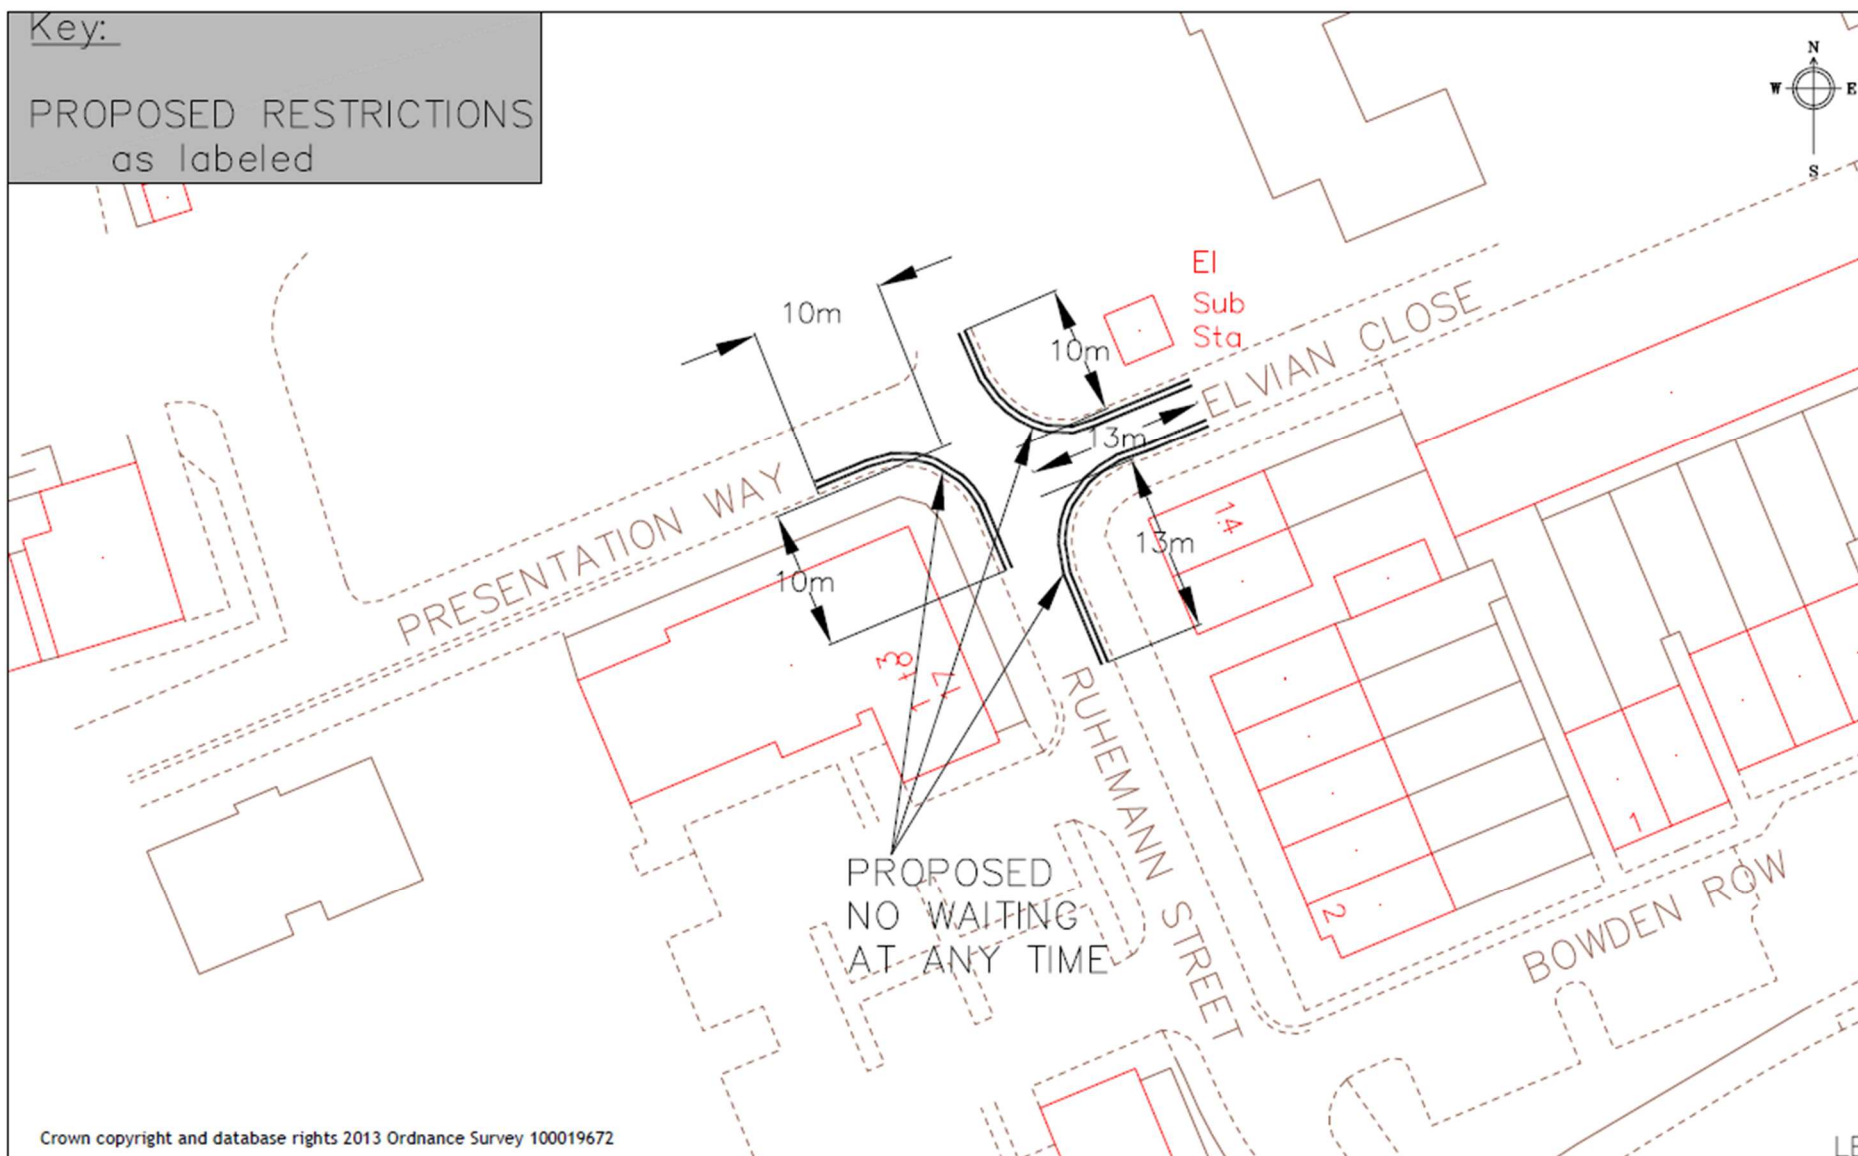 Key:
PROPOSED RESTRICTIONS
as labeled
N
W E
S
El
Sub
Sta
10m
10m
ELVIAN CLOSE
13m
14
13m
PRESENTATION WAY
10m
RUHEMANN STREET
PROPOSED
NO WAITING
AT ANY TIME
1
2
BOWDEN ROW
Crown copyright and database rights 2013 Ordnance Survey 100019672